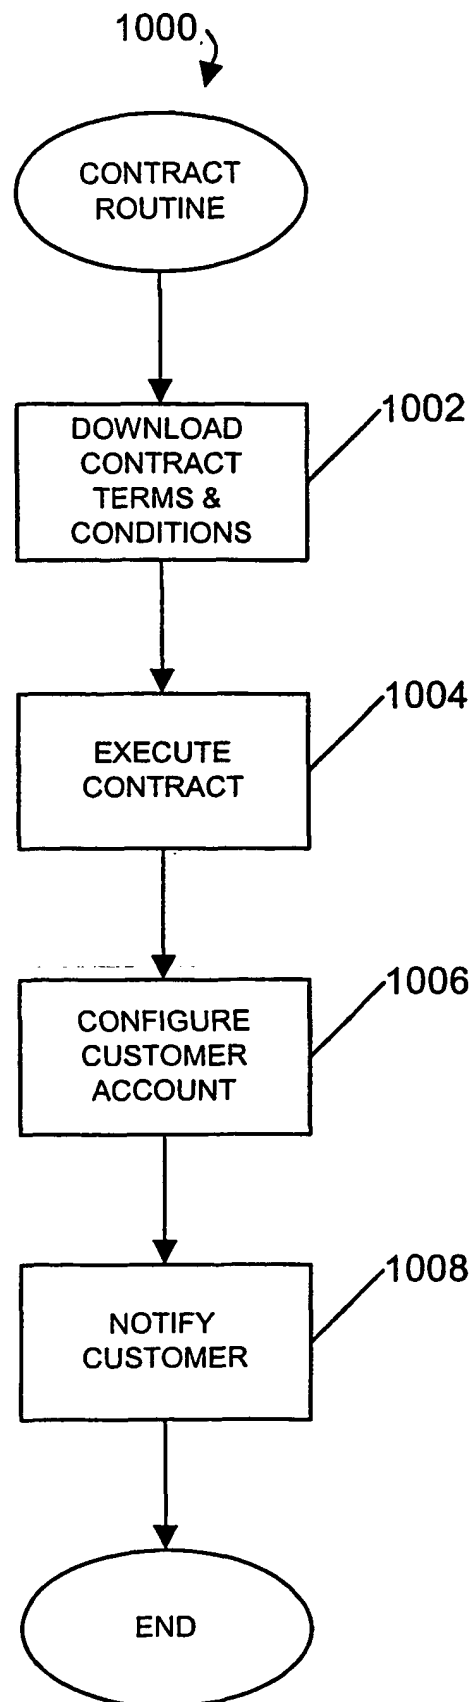 1000
CONTRACT
ROUTINE
1002
DOWNLOAD
CONTRACT
TERMS &
CONDITIONS
1004
EXECUTE
CONTRACT
1006
CONFIGURE
CUSTOMER
ACCOUNT
1008
NOTIFY
CUSTOMER
END